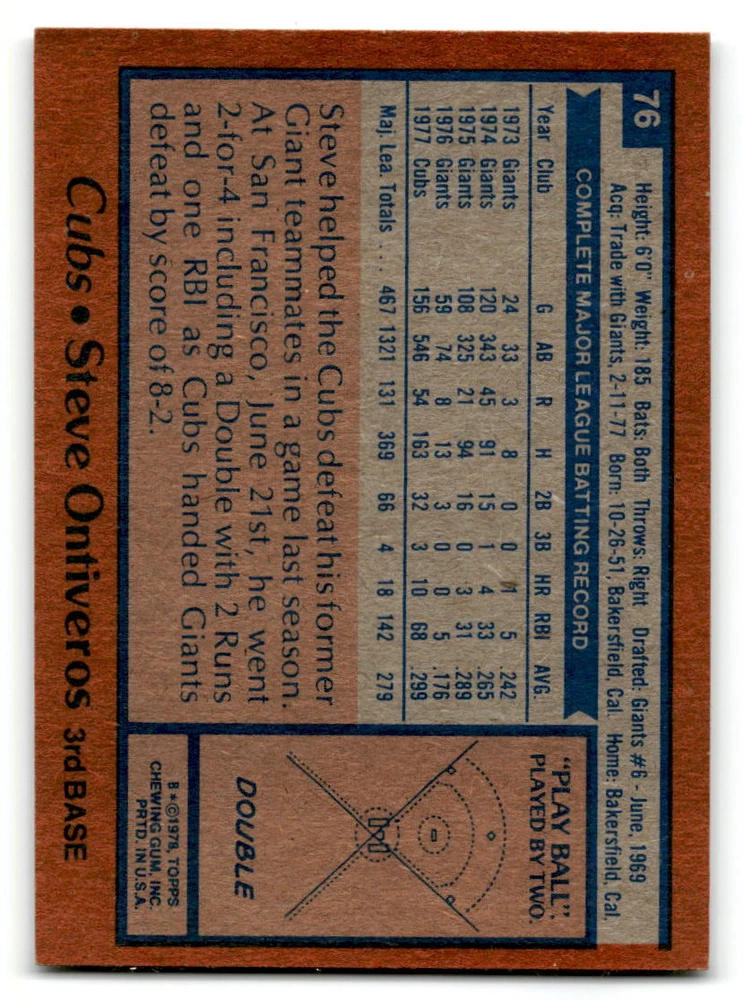 76
Height: 6'0" Weight: 185 Bats: Both Throws: Right Drafted: Giants #6 - June, 1969
Acq: Trade with Giants, 2-11-77 Born: 10-26-51, Bakersfield, Cal. Home: Bakersfield, Cal.
COMPLETE MAJOR LEAGUE BATTING RECORD
Year Club G AB R H 2B 3B HR RBI AVG.
1973 Giants 24 33 3 8 0 0 1 5 .242
1974 Giants 120 343 45 91 15 1 4 33 .265
1975 Giants 108 325 21 94 16 0 3 31 .289
1976 Giants 59 74 8 13 3 0 0 5 .176
1977 Cubs 156 546 54 163 32 3 10 68 .299
Maj. Lea. Totals ... 467 1321 131 369 66 4 18 142 .279
Steve helped the Cubs defeat his former
Giant teammates in a game last season.
At San Francisco, June 21st, he went
2-for-4 including a Double with 2 Runs
and one RBI as Cubs handed Giants
defeat by score of 8-2.
"PLAY BALL".
PLAYED BY TWO.
DOUBLE
B*©1978, TOPPS
CHEWING GUM, INC.
PRTD. IN U.S.A.
Cubs • Steve Ontiveros 3rd BASE